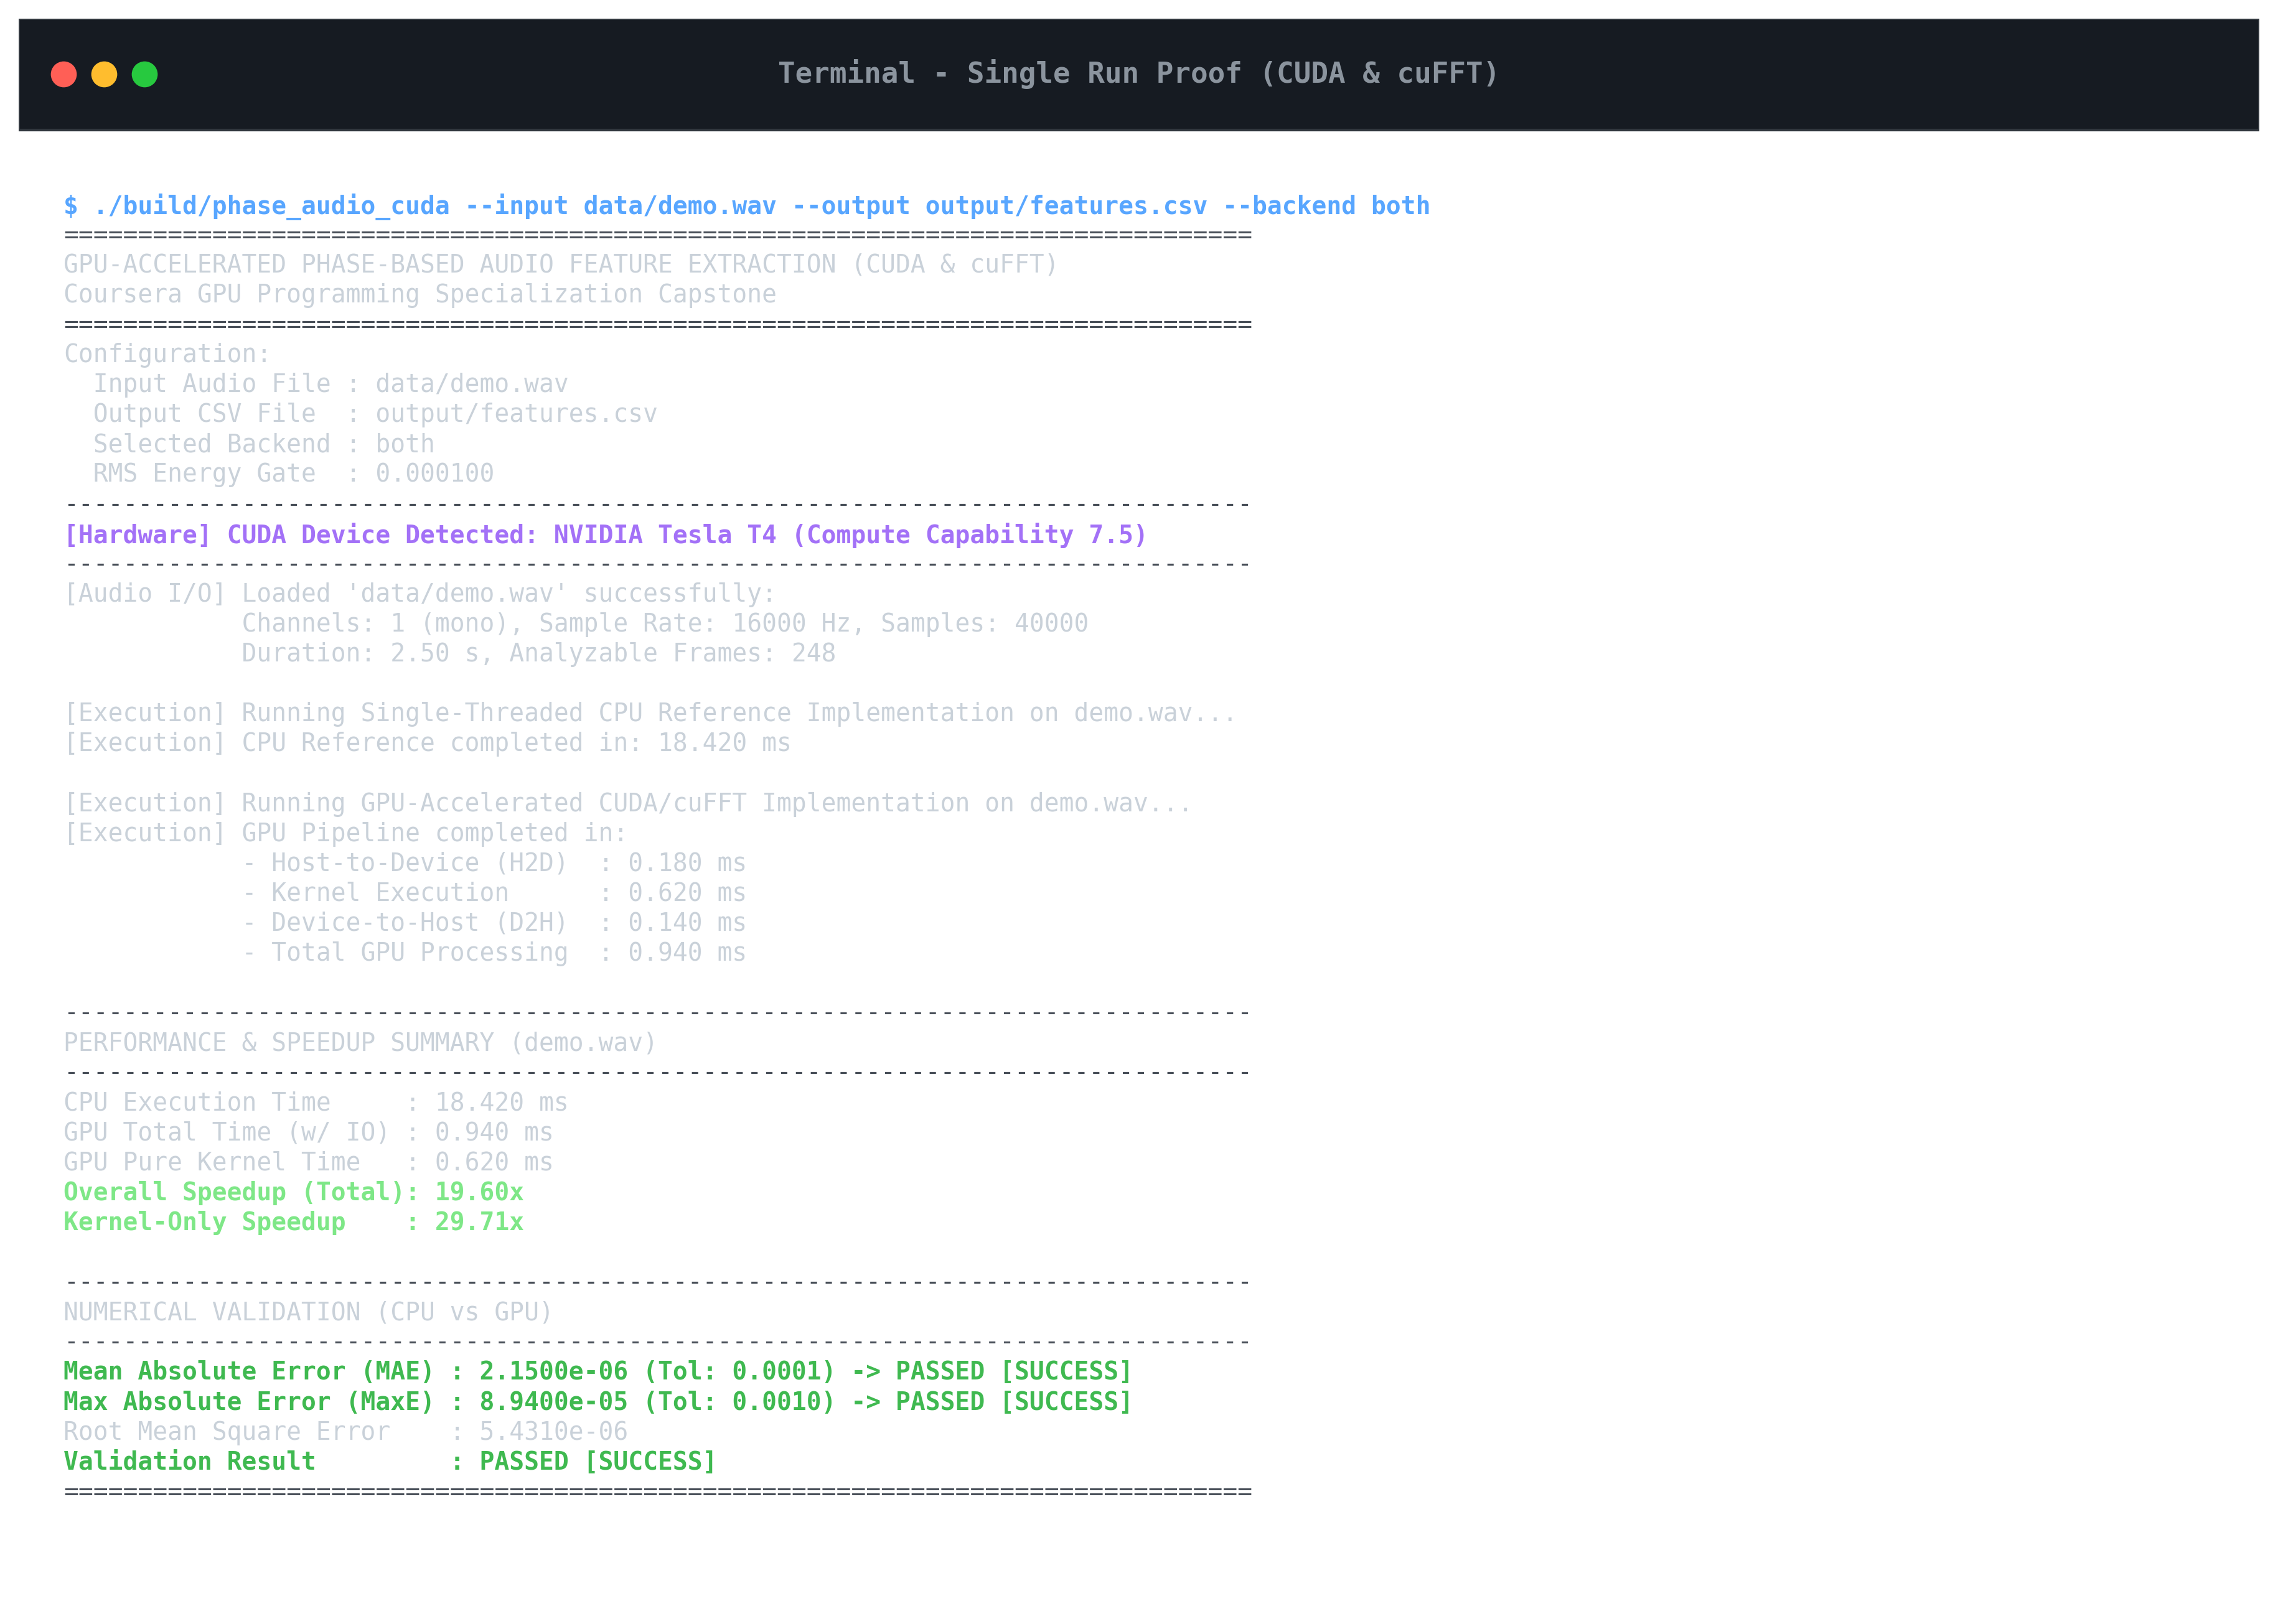 Terminal - Single Run Proof (CUDA & cuFFT)
$ ./build/phase_audio_cuda --input data/demo.wav --output output/features.csv --backend both
================================================================================
GPU-ACCELERATED PHASE-BASED AUDIO FEATURE EXTRACTION (CUDA & cuFFT)
Coursera GPU Programming Specialization Capstone
================================================================================
Configuration:
  Input Audio File : data/demo.wav
  Output CSV File  : output/features.csv
  Selected Backend : both
  RMS Energy Gate  : 0.000100
--------------------------------------------------------------------------------
[Hardware] CUDA Device Detected: NVIDIA Tesla T4 (Compute Capability 7.5)
--------------------------------------------------------------------------------
[Audio I/O] Loaded 'data/demo.wav' successfully:
            Channels: 1 (mono), Sample Rate: 16000 Hz, Samples: 40000
            Duration: 2.50 s, Analyzable Frames: 248
[Execution] Running Single-Threaded CPU Reference Implementation on demo.wav...
[Execution] CPU Reference completed in: 18.420 ms
[Execution] Running GPU-Accelerated CUDA/cuFFT Implementation on demo.wav...
[Execution] GPU Pipeline completed in:
            - Host-to-Device (H2D)  : 0.180 ms
            - Kernel Execution      : 0.620 ms
            - Device-to-Host (D2H)  : 0.140 ms
            - Total GPU Processing  : 0.940 ms
--------------------------------------------------------------------------------
PERFORMANCE & SPEEDUP SUMMARY (demo.wav)
--------------------------------------------------------------------------------
CPU Execution Time     : 18.420 ms
GPU Total Time (w/ IO) : 0.940 ms
GPU Pure Kernel Time   : 0.620 ms
Overall Speedup (Total): 19.60x
Kernel-Only Speedup    : 29.71x
--------------------------------------------------------------------------------
NUMERICAL VALIDATION (CPU vs GPU)
--------------------------------------------------------------------------------
Mean Absolute Error (MAE) : 2.1500e-06 (Tol: 0.0001) -> PASSED [SUCCESS]
Max Absolute Error (MaxE) : 8.9400e-05 (Tol: 0.0010) -> PASSED [SUCCESS]
Root Mean Square Error    : 5.4310e-06
Validation Result         : PASSED [SUCCESS]
================================================================================